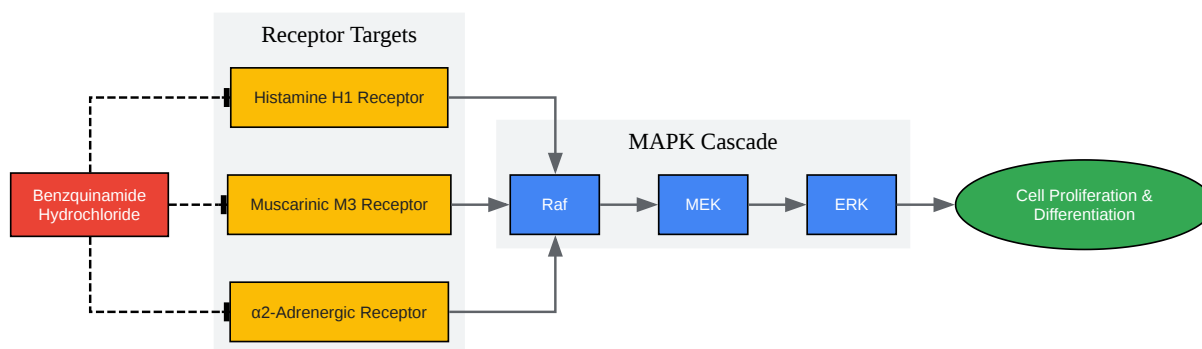 Receptor Targets
Histamine H1 Receptor
MAPK Cascade
Benzquinamide
Hydrochloride
Muscarinic M3 Receptor
Raf
MEK
ERK
Cell Proliferation &
Differentiation
α2-Adrenergic Receptor